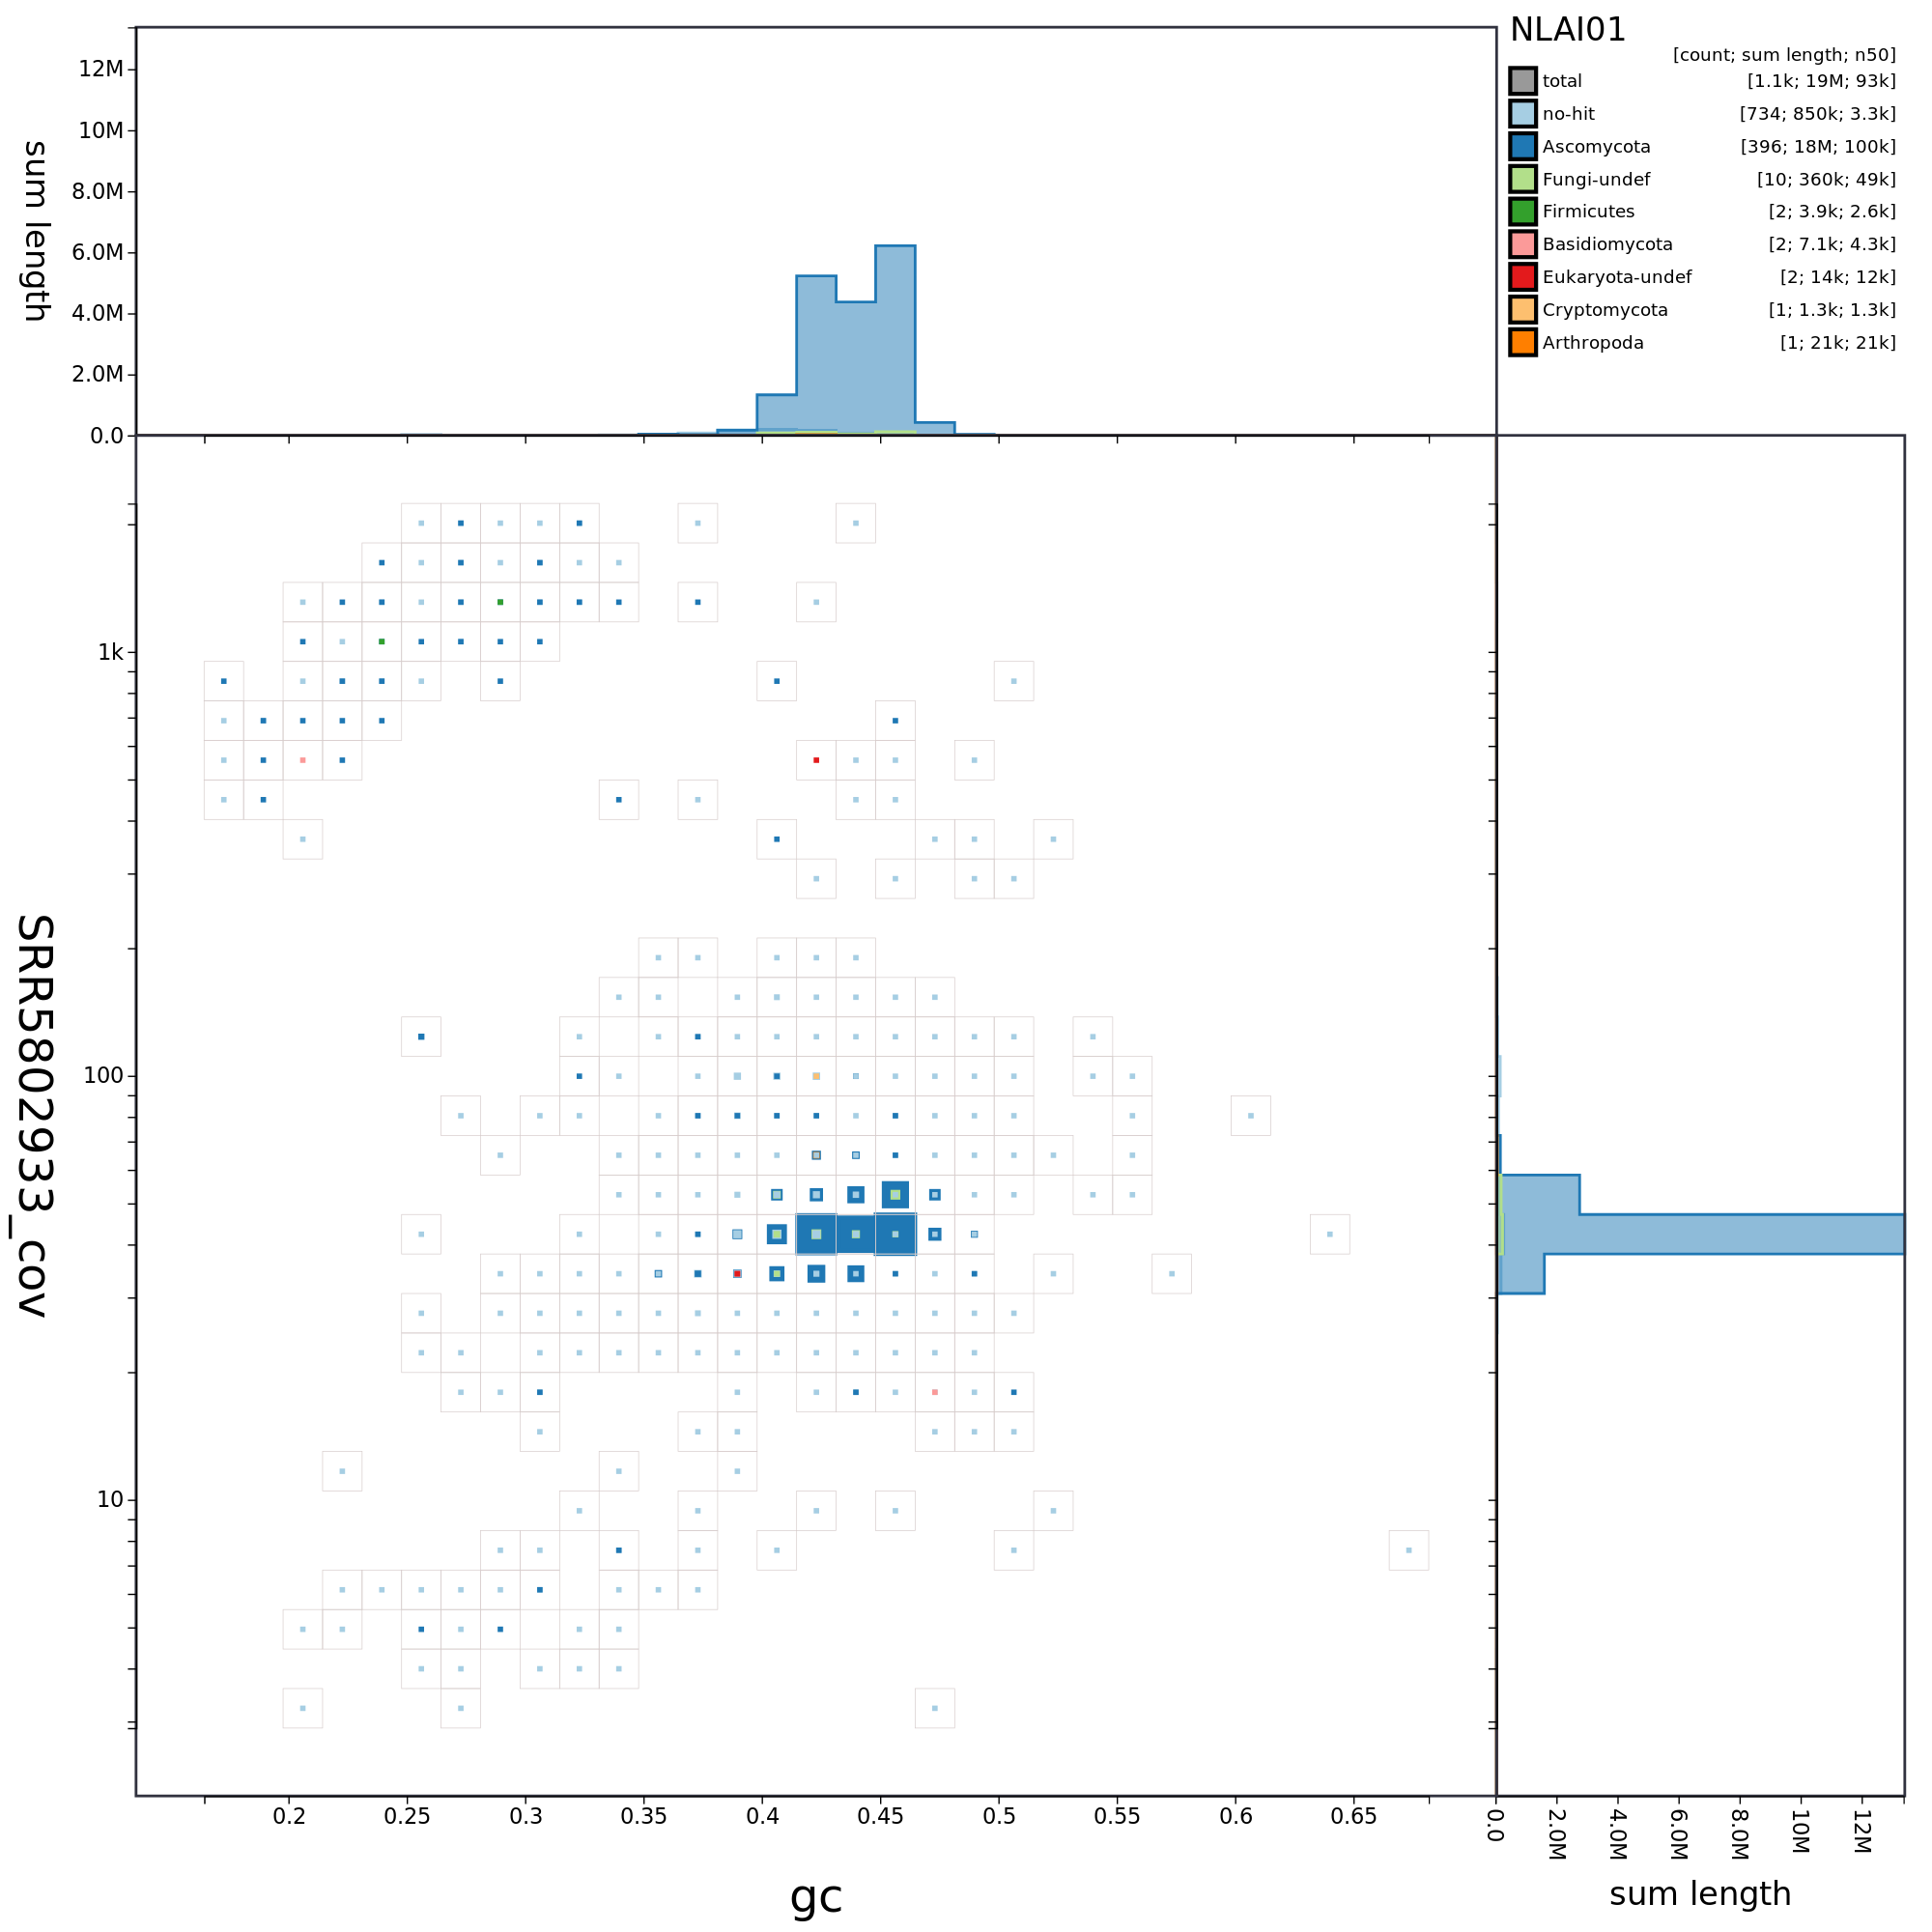 NLAI01
[count; sum length; n50]
total [1.1k; 19M; 93k]
no-hit [734; 850k; 3.3k]
Ascomycota [396; 18M; 100k]
Fungi-undef [10; 360k; 49k]
Firmicutes [2; 3.9k; 2.6k]
Basidiomycota [2; 7.1k; 4.3k]
Eukaryota-undef [2; 14k; 12k]
Cryptomycota [1; 1.3k; 1.3k]
Arthropoda [1; 21k; 21k]
sum length
12M
10M
8.0M
6.0M
4.0M
2.0M
0.0
SRR5802933_cov
1k
100
10
0.2 0.25 0.3 0.35 0.4 0.45 0.5 0.55 0.6 0.65
gc
0.0 2.0M 4.0M 6.0M 8.0M 10M 12M
sum length